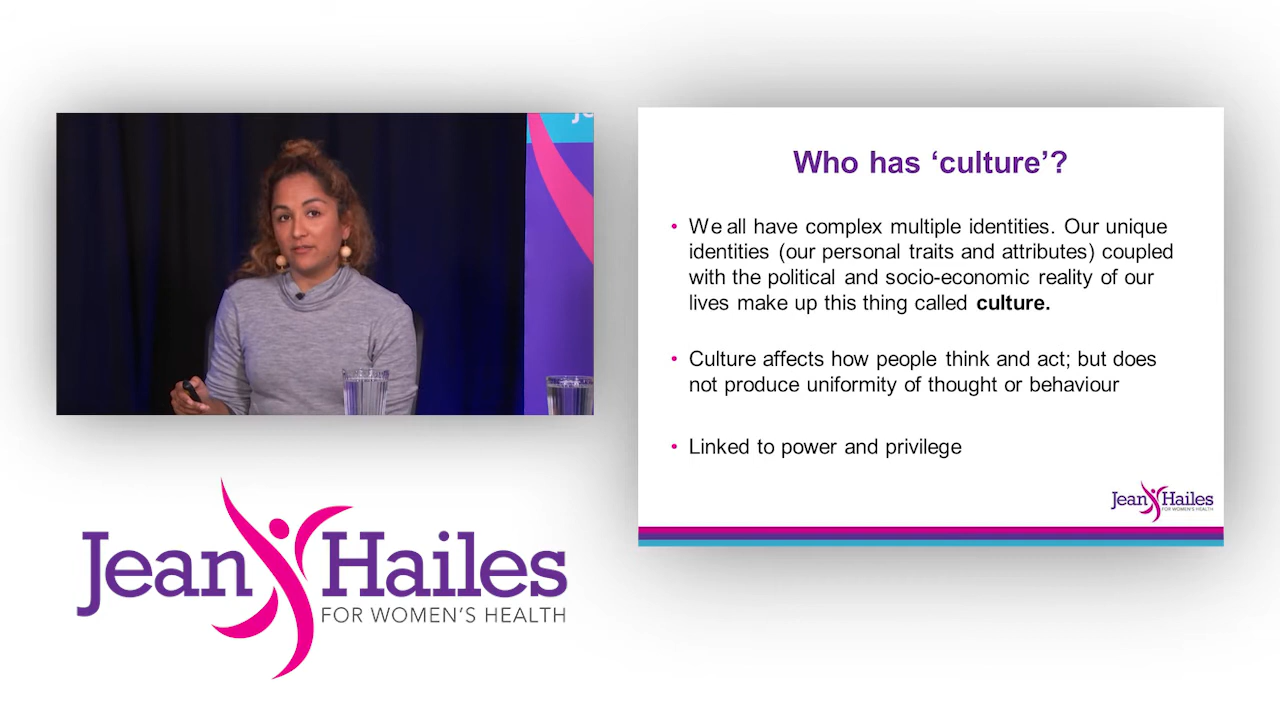 Je
Who has ‘culture’?
• We all have complex multiple identities. Our unique
identities (our personal traits and attributes) coupled
with the political and socio-economic reality of our
lives make up this thing called culture.
• Culture affects how people think and act; but does
not produce uniformity of thought or behaviour
• Linked to power and privilege
Jean Hailes
FOR WOMEN'S HEALTH
Jean Hailes
FOR WOMEN'S HEALTH